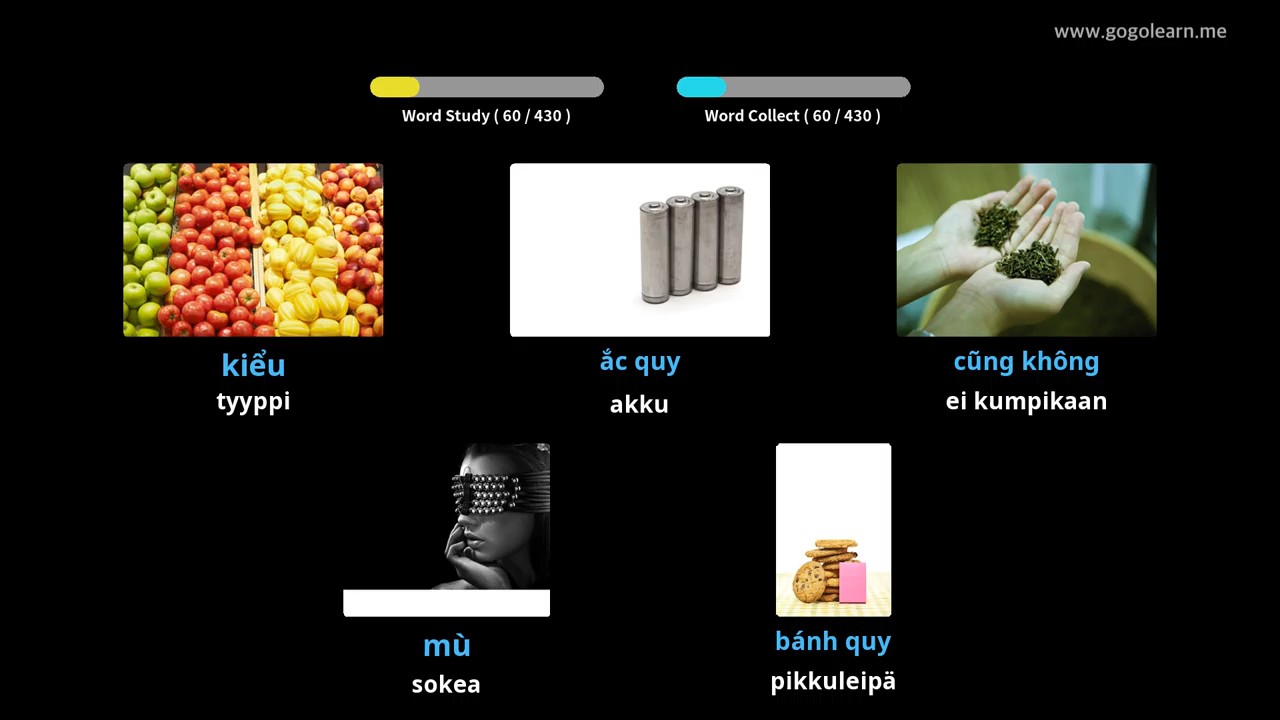 www.gogolearn.me
Word Study ( 60 / 430 )
Word Collect ( 60 / 430 )
kiểu
tyyppi
ắc quy
akku
cũng không
ei kumpikaan
mù
sokea
bánh quy
pikkuleipä